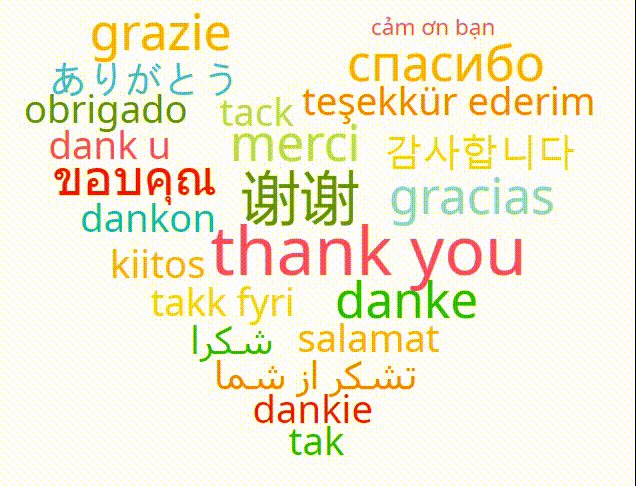 grazie
cảm ơn bạn
спасибо
ありがとう
obrigado
tack
teşekkür ederim
dank u
merci
감사합니다
ขอบคุณ
谢谢
gracias
dankon
thank you
kiitos
takk fyri
danke
شكرا
salamat
تشکر از شما
dankie
tak